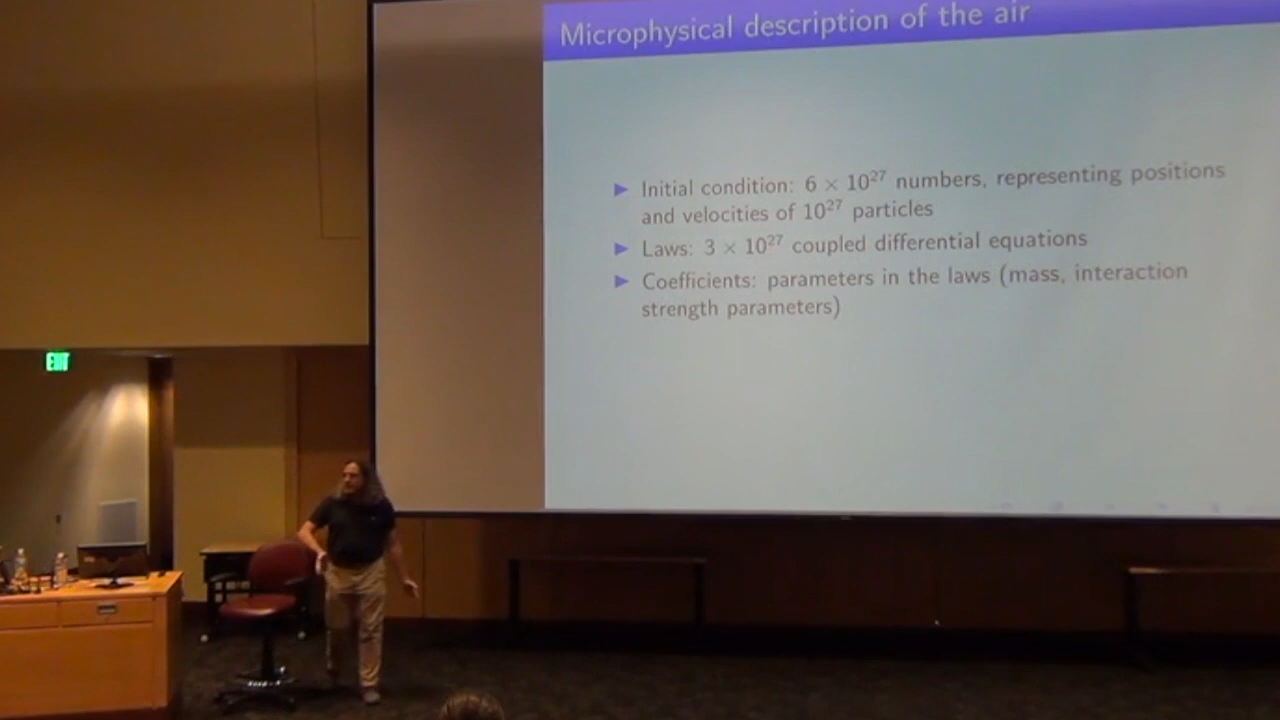 Microphysical description of the air
▶ Initial condition: 6 × 10²⁷ numbers, representing positions
and velocities of 10²⁷ particles
▶ Laws: 3 × 10²⁷ coupled differential equations
▶ Coefficients: parameters in the laws (mass, interaction
strength parameters)
EXIT